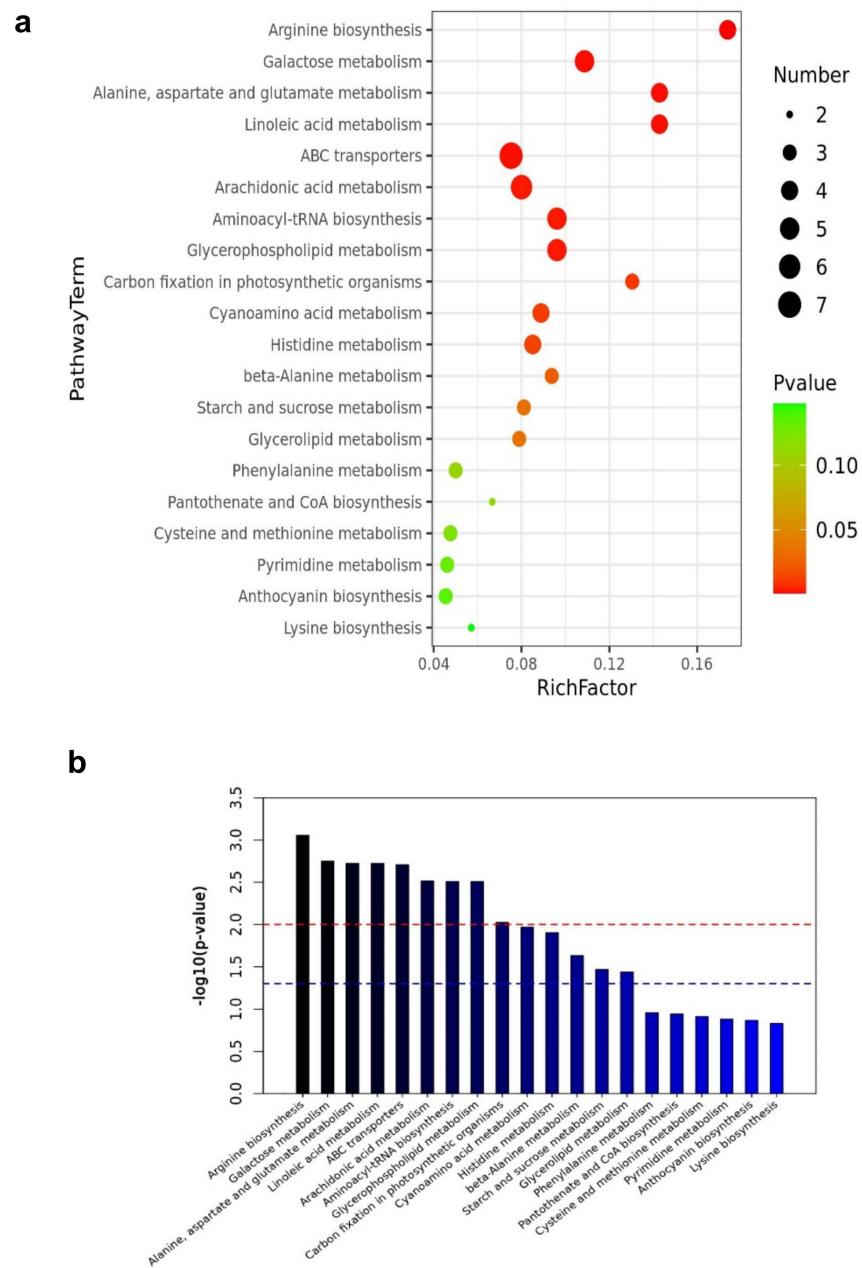 a
Arginine biosynthesis
Galactose metabolism
Alanine, aspartate and glutamate metabolism
Linoleic acid metabolism
ABC transporters
Arachidonic acid metabolism
Aminoacyl-tRNA biosynthesis
Glycerophospholipid metabolism
Carbon fixation in photosynthetic organisms
Cyanoamino acid metabolism
Histidine metabolism
beta-Alanine metabolism
Starch and sucrose metabolism
Glycerolipid metabolism
Phenylalanine metabolism
Pantothenate and CoA biosynthesis
Cysteine and methionine metabolism
Pyrimidine metabolism
Anthocyanin biosynthesis
Lysine biosynthesis
PathwayTerm
0.04 0.08 0.12 0.16
RichFactor
Number
2
3
4
5
6
7
Pvalue
0.10
0.05
b
3.5
3.0
2.5
2.0
1.5
1.0
0.5
0.0
-log10(p-value)
Arginine biosynthesis
Galactose metabolism
Alanine, aspartate and glutamate metabolism
Linoleic acid metabolism
ABC transporters
Arachidonic acid metabolism
Aminoacyl-tRNA biosynthesis
Glycerophospholipid metabolism
Carbon fixation in photosynthetic organisms
Cyanoamino acid metabolism
Histidine metabolism
beta-Alanine metabolism
Starch and sucrose metabolism
Glycerolipid metabolism
Phenylalanine metabolism
Pantothenate and CoA biosynthesis
Cysteine and methionine metabolism
Pyrimidine metabolism
Anthocyanin biosynthesis
Lysine biosynthesis